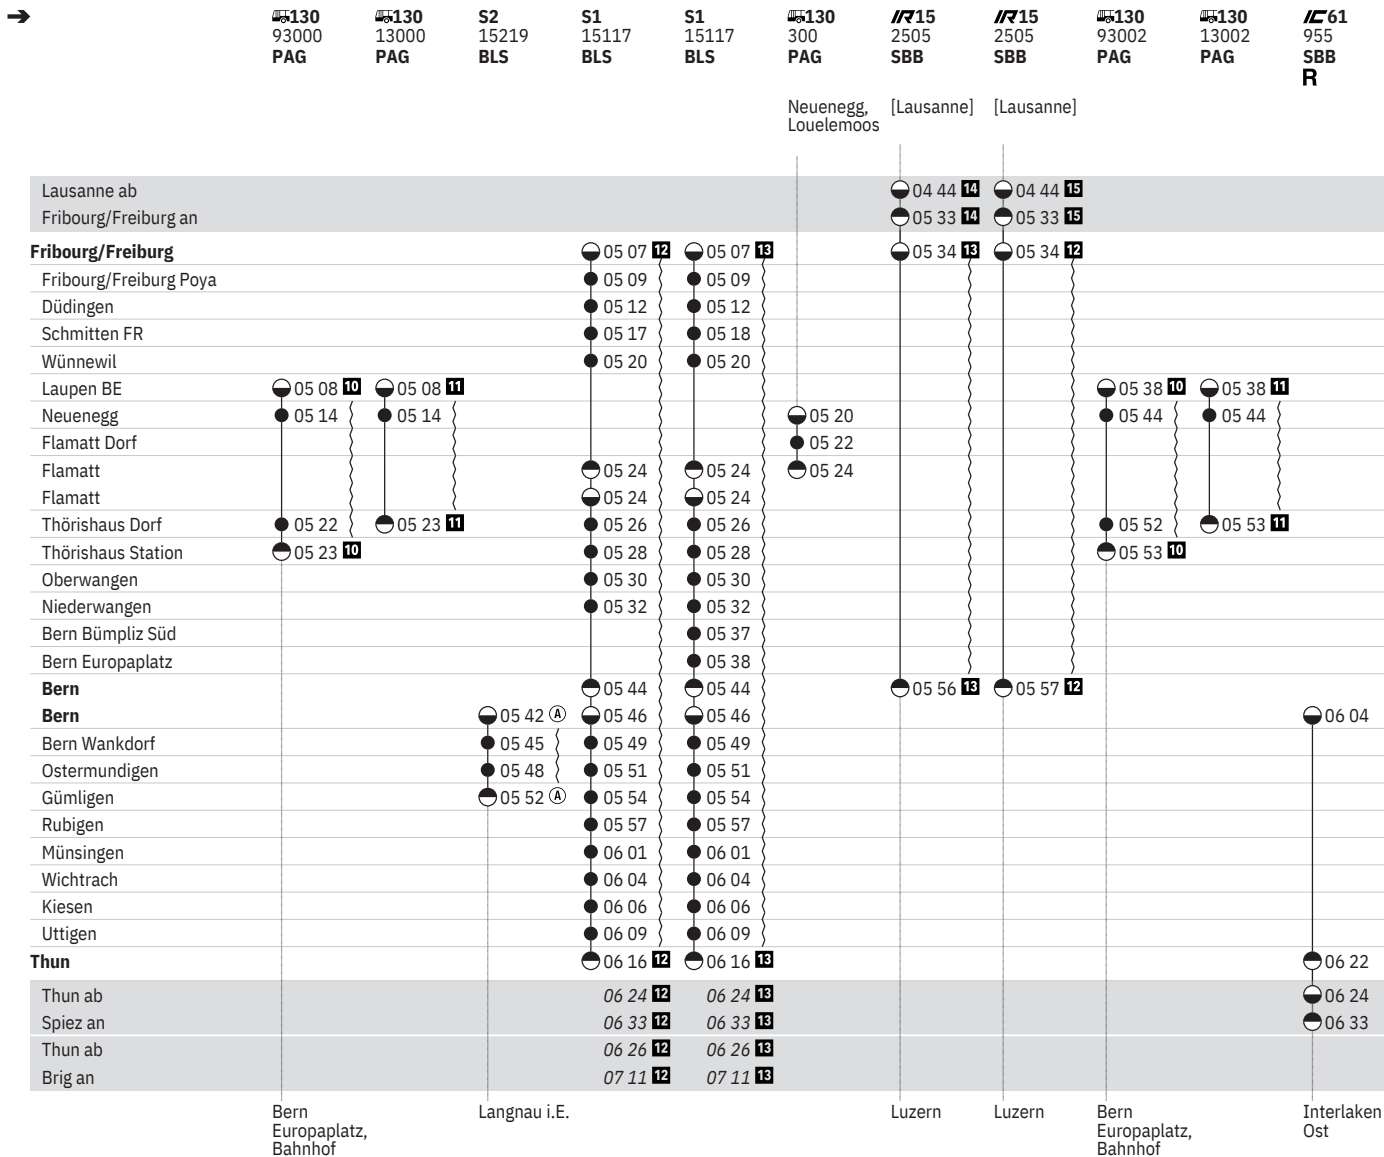 ➔ 130 130 S2 S1 S1 130 IR15 IR15 130 130 IC61
93000 13000 15219 15117 15117 300 2505 2505 93002 13002 955
PAG PAG BLS BLS BLS PAG SBB SBB PAG PAG SBB
R
Neuenegg, [Lausanne] [Lausanne]
Louelemoos
Lausanne ab 04 44 14 04 44 15
Fribourg/Freiburg an 05 33 14 05 33 15
Fribourg/Freiburg 05 07 12 05 07 13 05 34 13 05 34 12
Fribourg/Freiburg Poya 05 09 05 09
Düdingen 05 12 05 12
Schmitten FR 05 17 05 18
Wünnewil 05 20 05 20
Laupen BE 05 08 10 05 08 11 05 38 10 05 38 11
Neuenegg 05 14 05 14 05 20 05 44 05 44
Flamatt Dorf 05 22
Flamatt 05 24 05 24 05 24
Flamatt 05 24 05 24
Thörishaus Dorf 05 22 05 23 11 05 26 05 26 05 52 05 53 11
Thörishaus Station 05 23 10 05 28 05 28 05 53 10
Oberwangen 05 30 05 30
Niederwangen 05 32 05 32
Bern Bümpliz Süd 05 37
Bern Europaplatz 05 38
Bern 05 44 05 44 05 56 13 05 57 12
Bern 05 42 A 05 46 05 46 06 04
Bern Wankdorf 05 45 05 49 05 49
Ostermundigen 05 48 05 51 05 51
Gümligen 05 52 A 05 54 05 54
Rubigen 05 57 05 57
Münsingen 06 01 06 01
Wichtrach 06 04 06 04
Kiesen 06 06 06 06
Uttigen 06 09 06 09
Thun 06 16 12 06 16 13 06 22
Thun ab 06 24 12 06 24 13 06 24
Spiez an 06 33 12 06 33 13 06 33
Thun ab 06 26 12 06 26 13
Brig an 07 11 12 07 11 13
Bern Langnau i.E. Luzern Luzern Bern Interlaken
Europaplatz, Europaplatz, Ost
Bahnhof Bahnhof